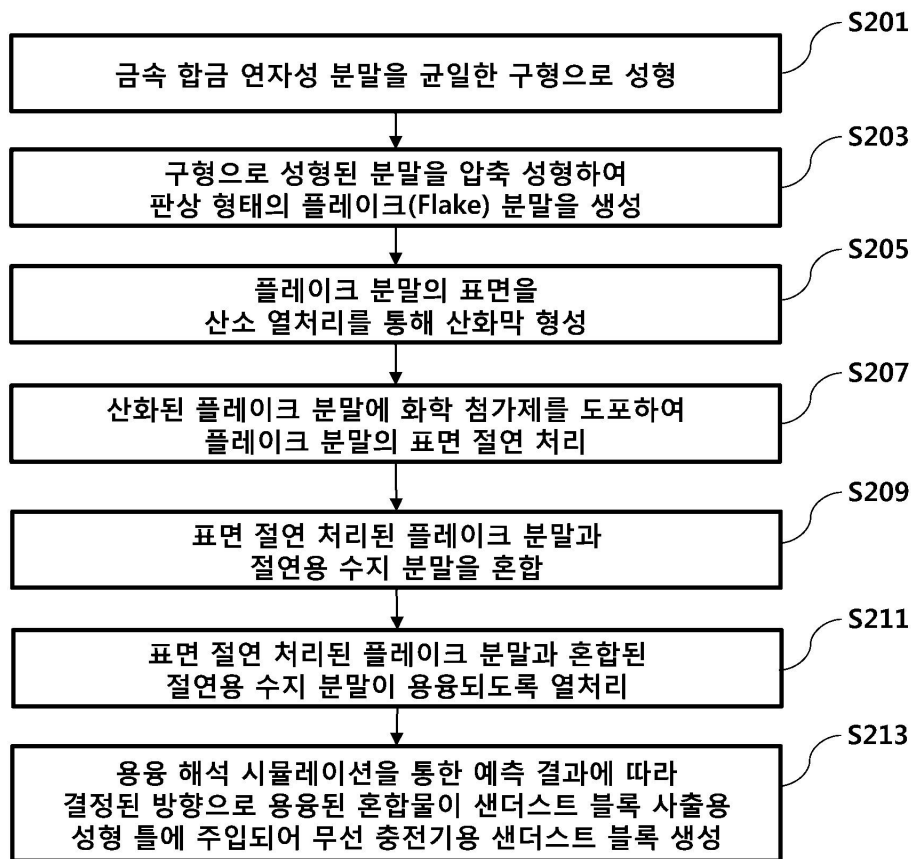 S201
금속 합금 연자성 분말을 균일한 구형으로 성형
S203
구형으로 성형된 분말을 압축 성형하여
판상 형태의 플레이크(Flake) 분말을 생성
S205
플레이크 분말의 표면을
산소 열처리를 통해 산화막 형성
S207
산화된 플레이크 분말에 화학 첨가제를 도포하여
플레이크 분말의 표면 절연 처리
S209
표면 절연 처리된 플레이크 분말과
절연용 수지 분말을 혼합
S211
표면 절연 처리된 플레이크 분말과 혼합된
절연용 수지 분말이 용융되도록 열처리
S213
용융 해석 시뮬레이션을 통한 예측 결과에 따라
결정된 방향으로 용융된 혼합물이 샌더스트 블록 사출용
성형 틀에 주입되어 무선 충전기용 샌더스트 블록 생성